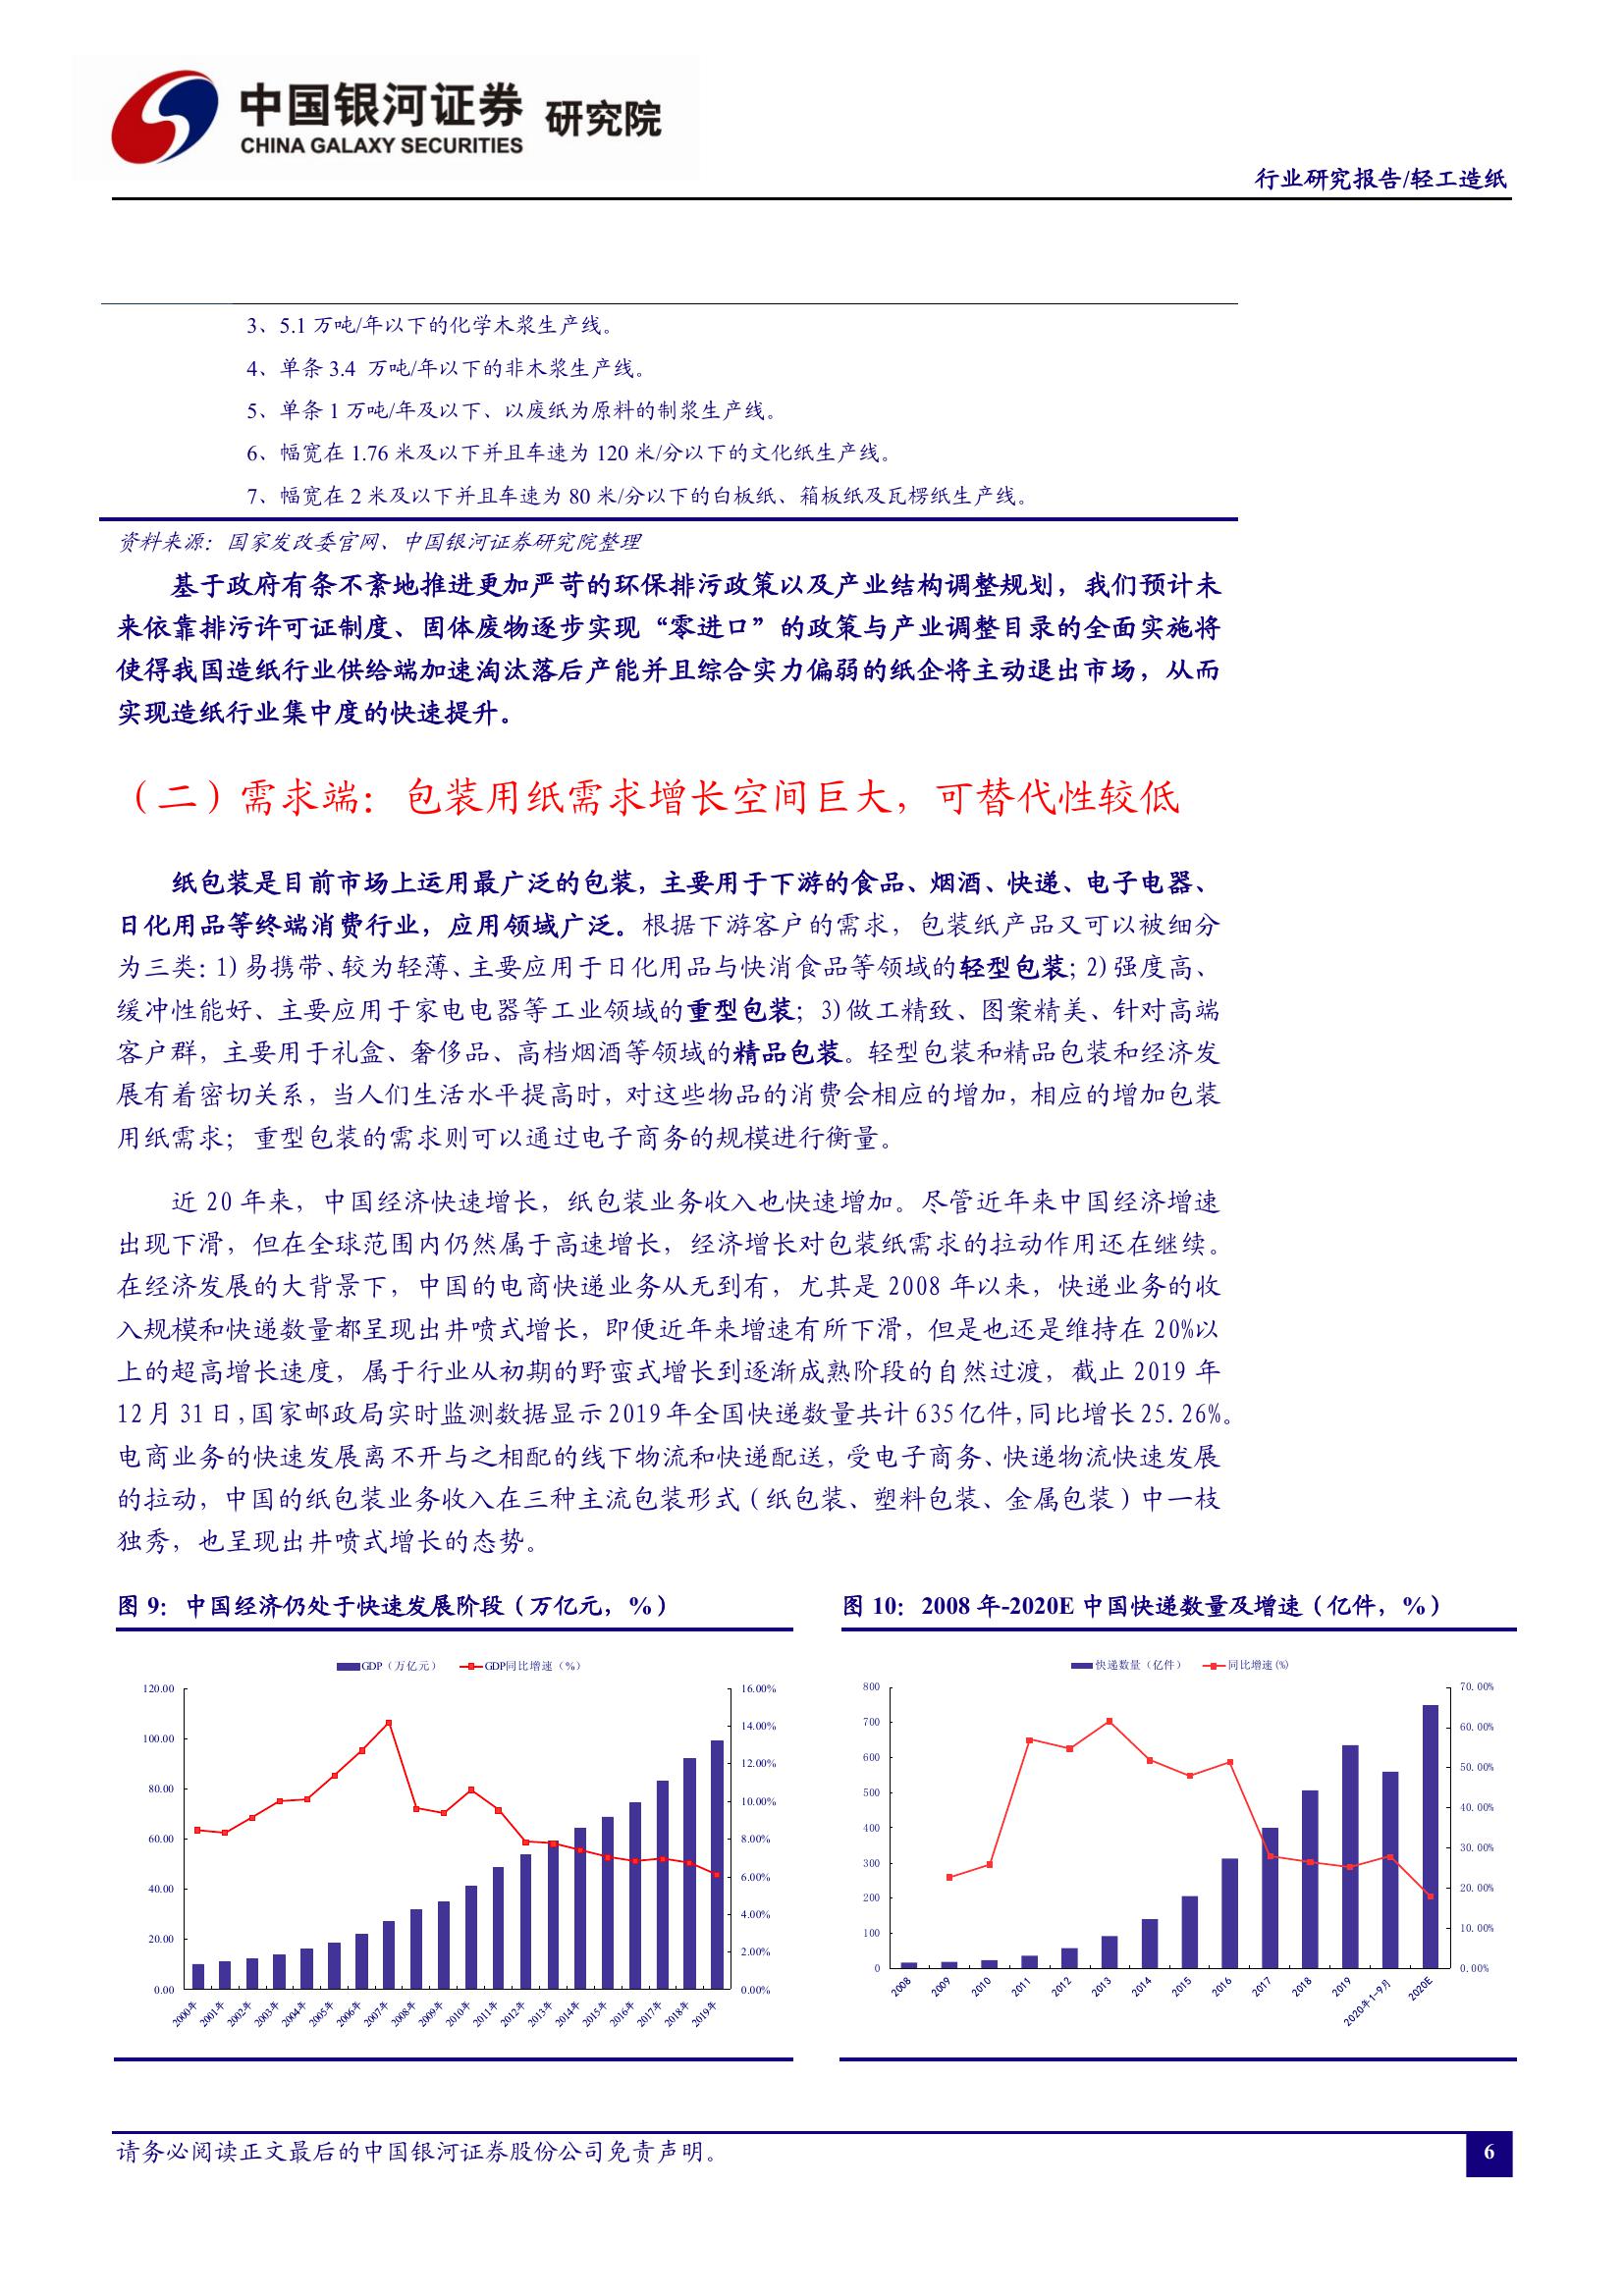 中国银河证券 研究院
CHINA GALAXY SECURITIES
行业研究报告/轻工造纸
3、5.1 万吨/年以下的化学木浆生产线。
4、单条 3.4 万吨/年以下的非木浆生产线。
5、单条 1 万吨/年及以下、以废纸为原料的制浆生产线。
6、幅宽在 1.76 米及以下并且车速为 120 米/分以下的文化纸生产线。
7、幅宽在 2 米及以下并且车速为 80 米/分以下的白板纸、箱板纸及瓦楞纸生产线。
资料来源：国家发改委官网、中国银河证券研究院整理
基于政府有条不紊地推进更加严苛的环保排污政策以及产业结构调整规划，我们预计未
来依靠排污许可证制度、固体废物逐步实现“零进口”的政策与产业调整目录的全面实施将
使得我国造纸行业供给端加速淘汰落后产能并且综合实力偏弱的纸企将主动退出市场，从而
实现造纸行业集中度的快速提升。
（二）需求端：包装用纸需求增长空间巨大，可替代性较低
纸包装是目前市场上运用最广泛的包装，主要用于下游的食品、烟酒、快递、电子电器、
日化用品等终端消费行业，应用领域广泛。根据下游客户的需求，包装纸产品又可以被细分
为三类：1)易携带、较为轻薄、主要应用于日化用品与快消食品等领域的轻型包装；2)强度高、
缓冲性能好、主要应用于家电电器等工业领域的重型包装；3)做工精致、图案精美、针对高端
客户群，主要用于礼盒、奢侈品、高档烟酒等领域的精品包装。轻型包装和精品包装和经济发
展有着密切关系，当人们生活水平提高时，对这些物品的消费会相应的增加，相应的增加包装
用纸需求；重型包装的需求则可以通过电子商务的规模进行衡量。
近 20 年来，中国经济快速增长，纸包装业务收入也快速增加。尽管近年来中国经济增速
出现下滑，但在全球范围内仍然属于高速增长，经济增长对包装纸需求的拉动作用还在继续。
在经济发展的大背景下，中国的电商快递业务从无到有，尤其是 2008 年以来，快递业务的收
入规模和快递数量都呈现出井喷式增长，即便近年来增速有所下滑，但是也还是维持在 20%以
上的超高增长速度，属于行业从初期的野蛮式增长到逐渐成熟阶段的自然过渡，截止 2019 年
12 月 31 日，国家邮政局实时监测数据显示 2019 年全国快递数量共计 635 亿件，同比增长 25.26%。
电商业务的快速发展离不开与之相配的线下物流和快递配送，受电子商务、快递物流快速发展
的拉动，中国的纸包装业务收入在三种主流包装形式（纸包装、塑料包装、金属包装）中一枝
独秀，也呈现出井喷式增长的态势。
图 9：中国经济仍处于快速发展阶段（万亿元，%）
GDP（万亿元） GDP同比增速（%）
120.00
100.00
80.00
60.00
40.00
20.00
0.00
16.00%
14.00%
12.00%
10.00%
8.00%
6.00%
4.00%
2.00%
0.00%
2000年 2001年 2002年 2003年 2004年 2005年 2006年 2007年 2008年 2009年 2010年 2011年 2012年 2013年 2014年 2015年 2016年 2017年 2018年 2019年
图 10：2008 年-2020E 中国快递数量及增速（亿件，%）
快递数量（亿件） 同比增速(%)
800
700
600
500
400
300
200
100
0
70.00%
60.00%
50.00%
40.00%
30.00%
20.00%
10.00%
0.00%
2008 2009 2010 2011 2012 2013 2014 2015 2016 2017 2018 2019 2020年1-9月 2020E
请务必阅读正文最后的中国银河证券股份公司免责声明。
6